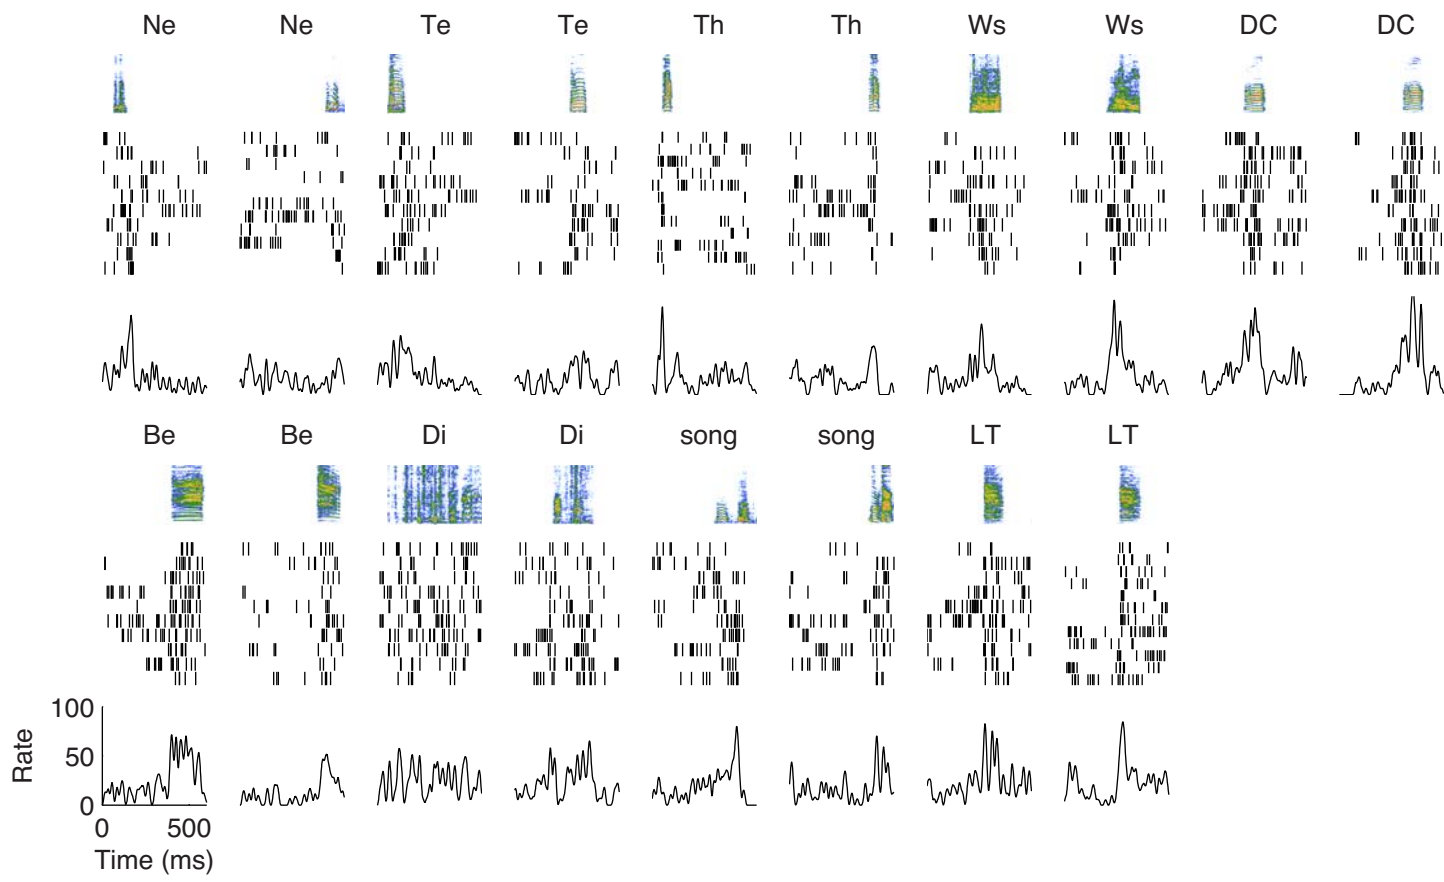 Ne Ne Te Te Th Th Ws Ws DC DC
Be Be Di Di song song LT LT
100
50
0
Rate
0 500
Time (ms)